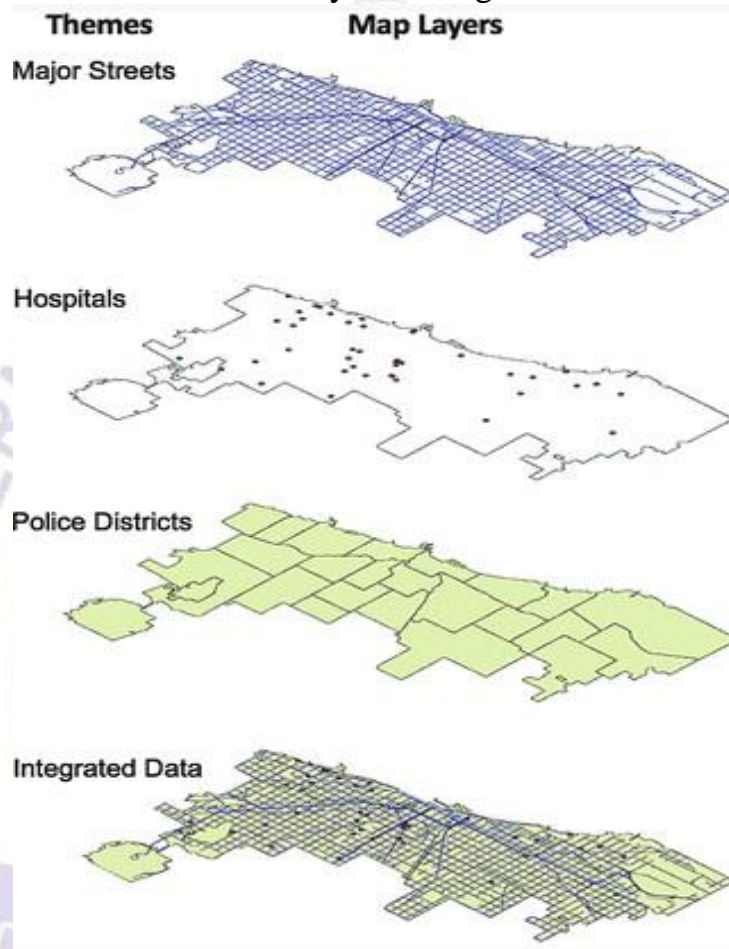 Themes Map Layers
Major Streets
Hospitals
Police Districts
Integrated Data